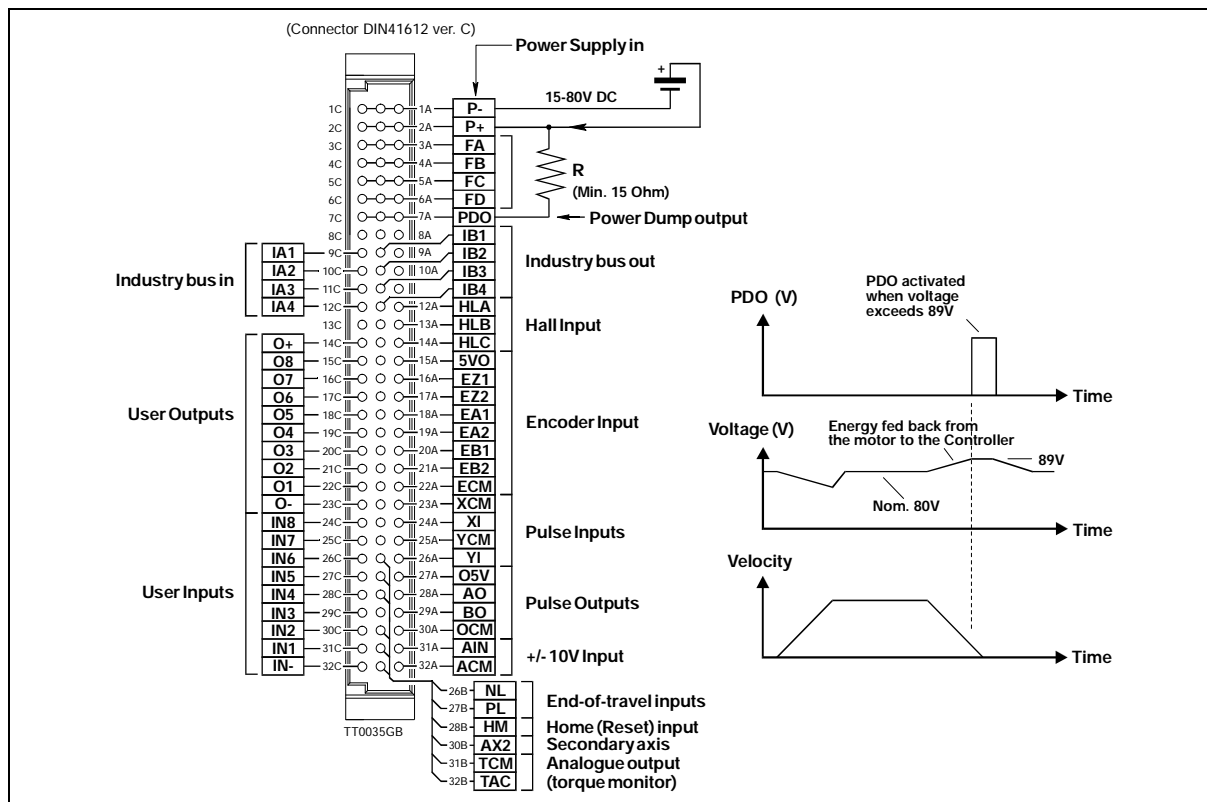 (Connector DIN41612 ver. C)
Power Supply in
+
15-80V DC
1C 1A P-
2C 2A P+
3C 3A FA
4C 4A FB
5C 5A FC
6C 6A FD
7C 7A PDO
R
(Min. 15 Ohm)
Power Dump output
8C 8A IB1
IA1 9C 9A IB2
IA2 10C 10A IB3
IA3 11C IB4
IA4 12C 12A HLA
13C 13A HLB
O+ 14C 14A HLC
O8 15C 15A 5VO
O7 16C 16A EZ1
O6 17C 17A EZ2
O5 18C 18A EA1
O4 19C 19A EA2
O3 20C 20A EB1
O2 21C 21A EB2
O1 22C 22A ECM
O- 23C 23A XCM
IN8 24C 24A XI
IN7 25C 25A YCM
IN6 26C 26A YI
IN5 27C 27A O5V
IN4 28C 28A AO
IN3 29C 29A BO
IN2 30C 30A OCM
IN1 31C 31A AIN
IN- 32C 32A ACM
Industry bus in
User Outputs
User Inputs
Industry bus out
Hall Input
Encoder Input
Pulse Inputs
Pulse Outputs
+/- 10V Input
26B NL
27B PL
28B HM
30B AX2
31B TCM
32B TAC
End-of-travel inputs
Home (Reset) input
Secondary axis
Analogue output
(torque monitor)
TT0035GB
PDO (V)
PDO activated
when voltage
exceeds 89V
Time
Voltage (V)
Energy fed back from
the motor to the Controller
89V
Nom. 80V
Time
Velocity
Time